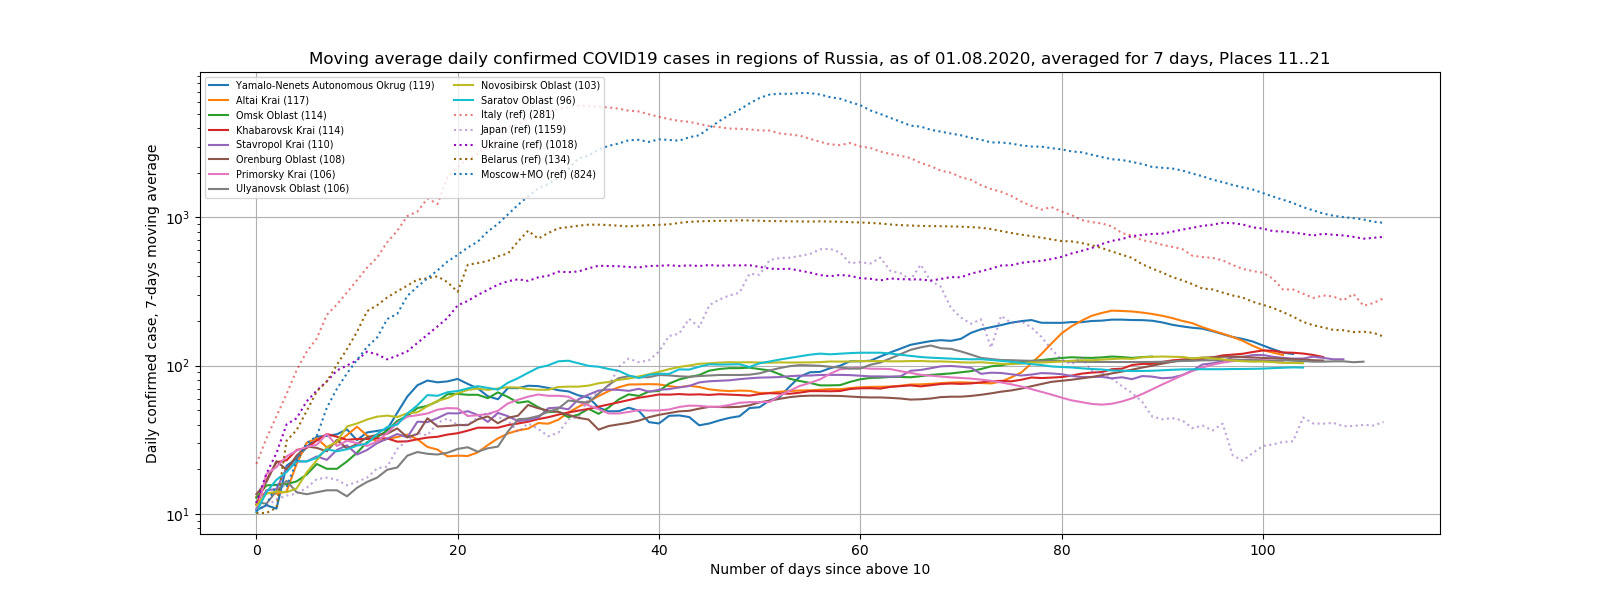 Moving average daily confirmed COVID19 cases in regions of Russia, as of 01.08.2020, averaged for 7 days, Places 11..21
Yamalo-Nenets Autonomous Okrug (119)
Altai Krai (117)
Omsk Oblast (114)
Khabarovsk Krai (114)
Stavropol Krai (110)
Orenburg Oblast (108)
Primorsky Krai (106)
Ulyanovsk Oblast (106)
Novosibirsk Oblast (103)
Saratov Oblast (96)
Italy (ref) (281)
Japan (ref) (1159)
Ukraine (ref) (1018)
Belarus (ref) (134)
Moscow+MO (ref) (824)
Daily confirmed case, 7-days moving average
10³
10²
10¹
0 20 40 60 80 100
Number of days since above 10